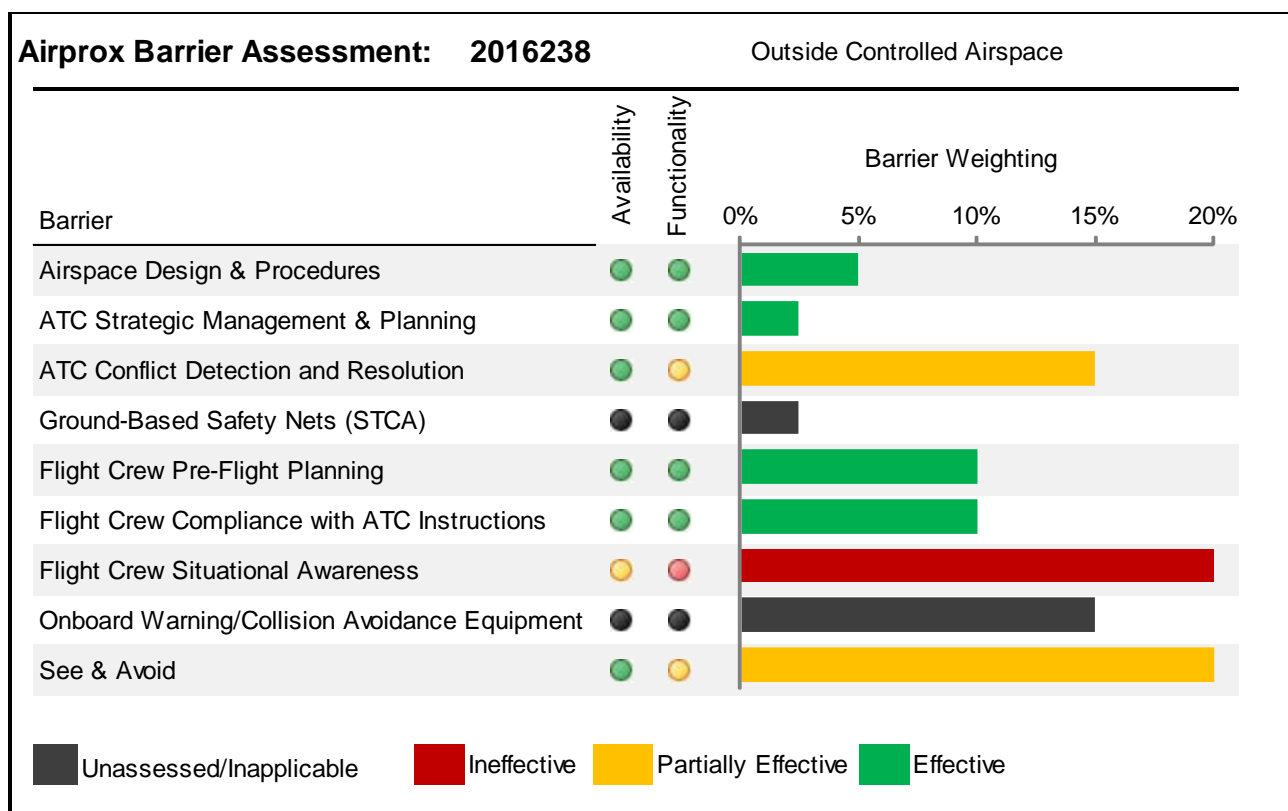 Airprox Barrier Assessment: 2016238 Outside Controlled Airspace
Availability
Functionality
Barrier Weighting
Barrier
0% 5% 10% 15% 20%
Airspace Design & Procedures
ATC Strategic Management & Planning
ATC Conflict Detection and Resolution
Ground-Based Safety Nets (STCA)
Flight Crew Pre-Flight Planning
Flight Crew Compliance with ATC Instructions
Flight Crew Situational Awareness
Onboard Warning/Collision Avoidance Equipment
See & Avoid
Unassessed/Inapplicable Ineffective Partially Effective Effective